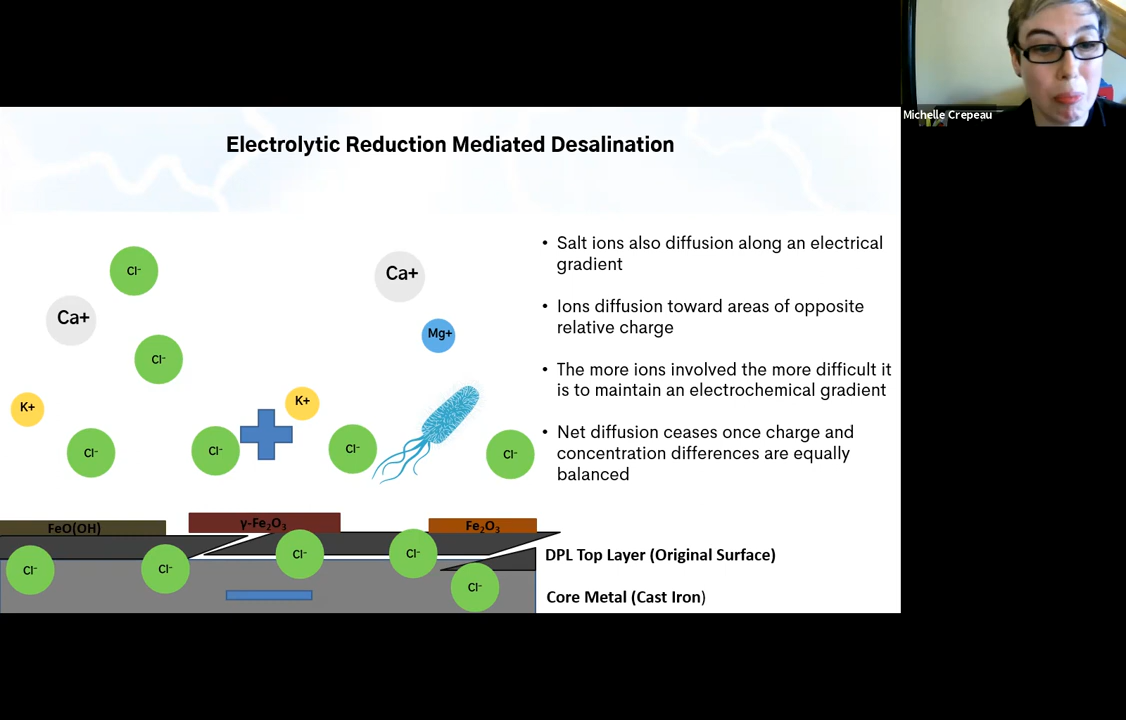 Michelle Crepeau
Electrolytic Reduction Mediated Desalination
• Salt ions also diffusion along an electrical
gradient
• Ions diffusion toward areas of opposite
relative charge
• The more ions involved the more difficult it
is to maintain an electrochemical gradient
• Net diffusion ceases once charge and
concentration differences are equally
balanced
Cl⁻
Ca+
Ca+
Mg+
Cl⁻
K+
K+
Cl⁻
Cl⁻
Cl⁻
Cl⁻
FeO(OH)
γ-Fe₂O₃
Fe₂O₃
Cl⁻
Cl⁻
Cl⁻
Cl⁻
Cl⁻
DPL Top Layer (Original Surface)
Core Metal (Cast Iron)